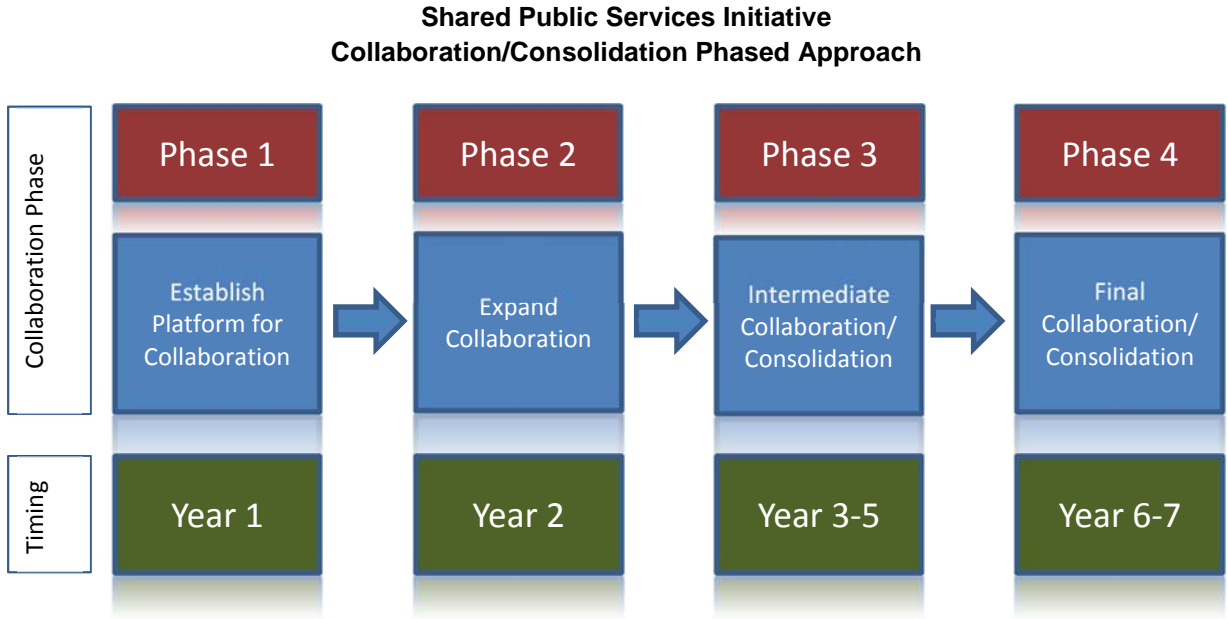 Shared Public Services Initiative
Collaboration/Consolidation Phased Approach
Collaboration Phase
Phase 1
Phase 2
Phase 3
Phase 4
Establish
Platform for
Collaboration
Expand
Collaboration
Intermediate
Collaboration/
Consolidation
Final
Collaboration/
Consolidation
Timing
Year 1
Year 2
Year 3-5
Year 6-7